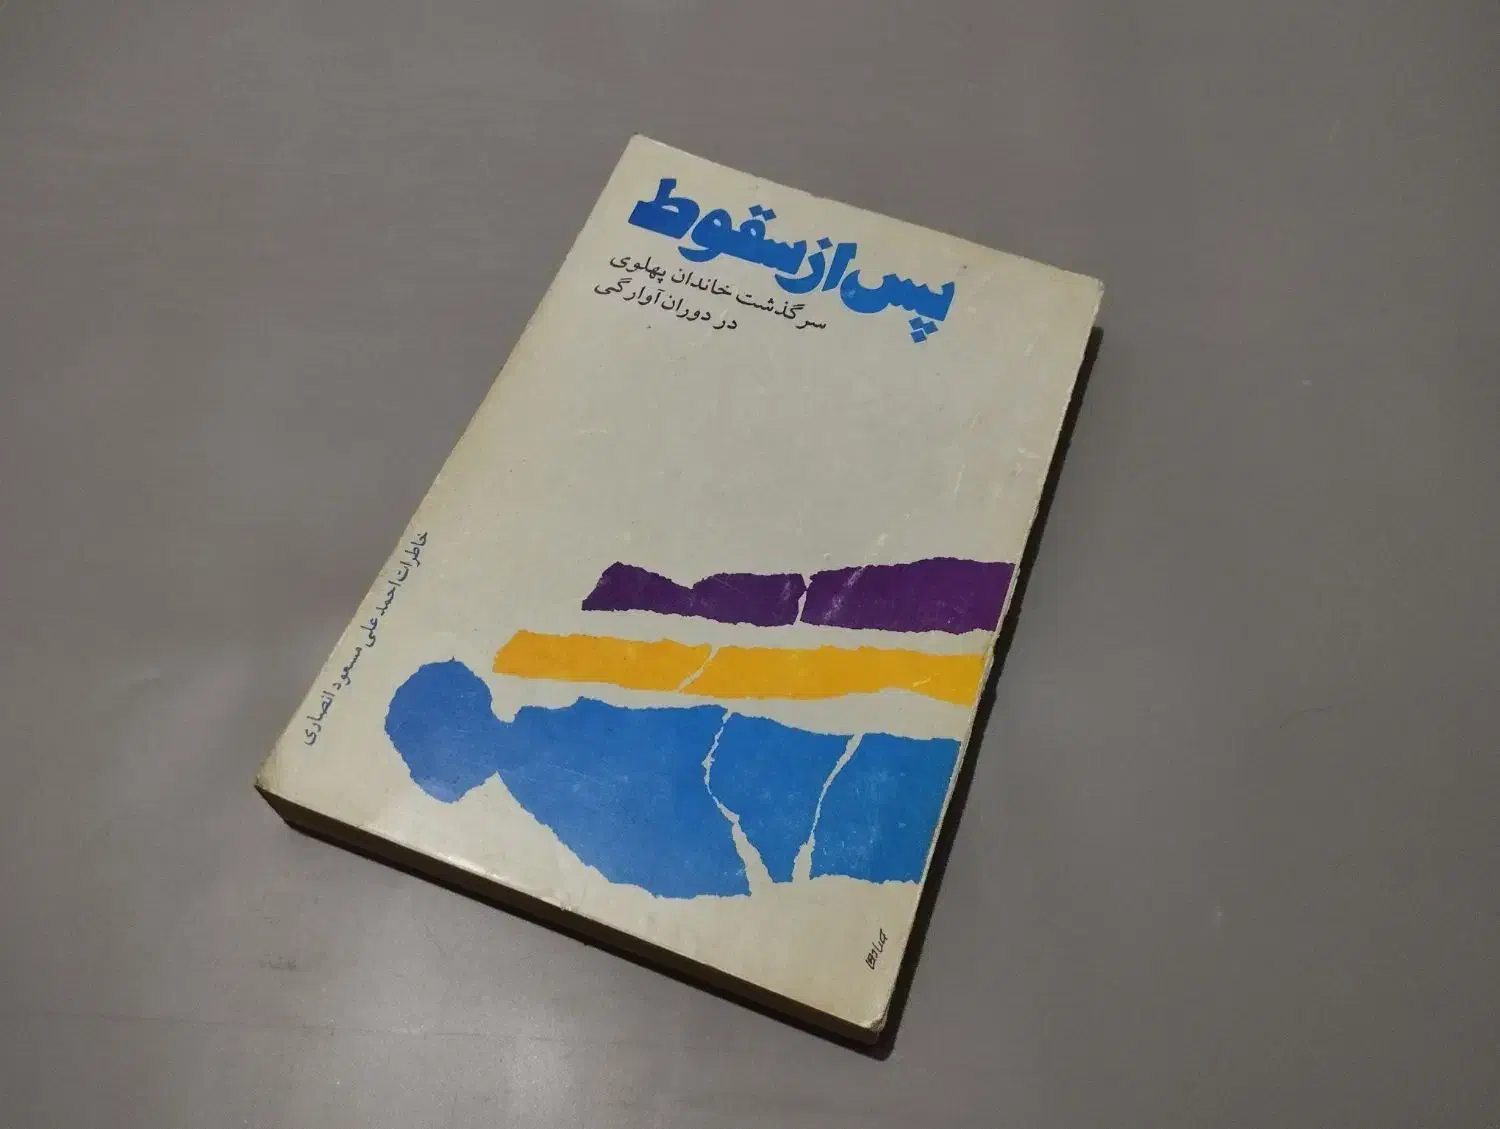 پس از سقوط
سرگذشت خاندان پهلوی
در دوران آوارگی
خاطرات احمد علی مسعود انصاری